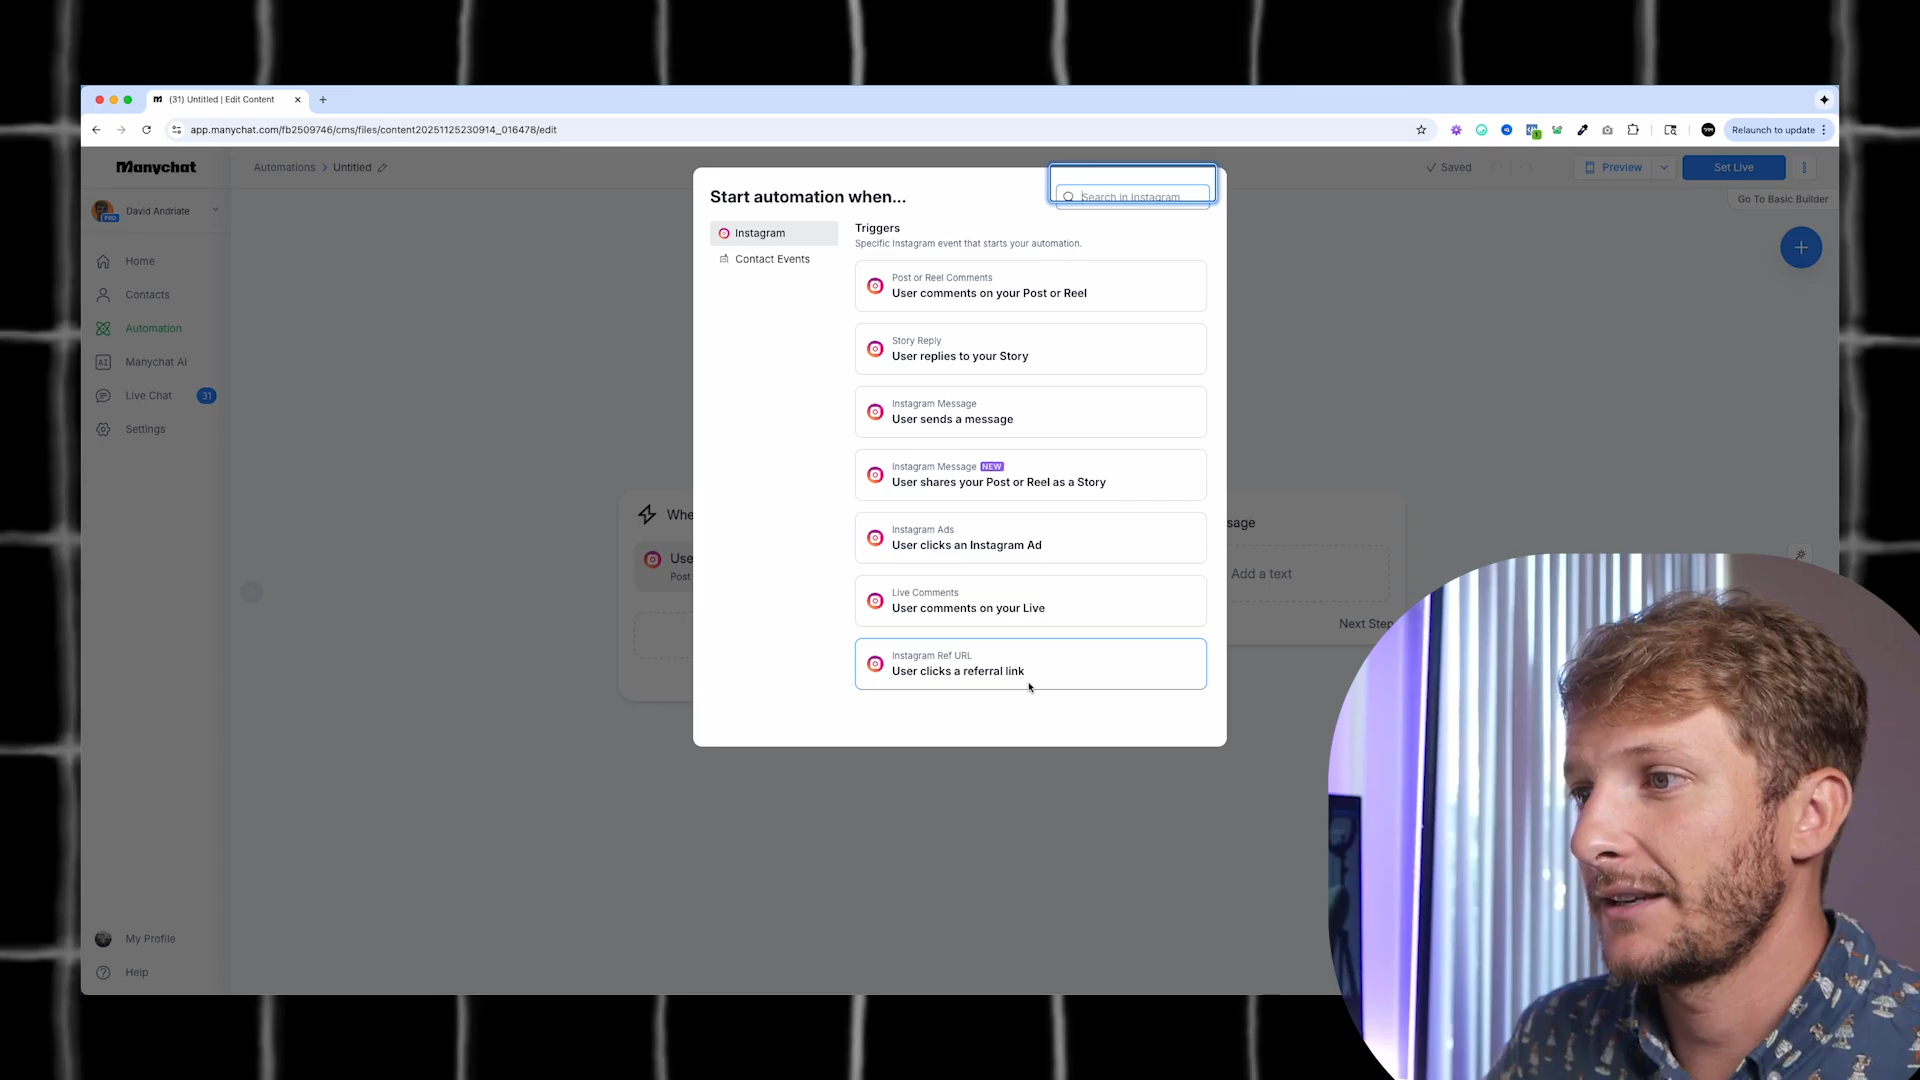 (31) Untitled | Edit Content
app.manychat.com/fb2509746/cms/files/content20251125230914_016478/edit
1
Relaunch to update
Manychat
Automations > Untitled
Saved
Preview
Set Live
Go To Basic Builder
David Andriate
PRO
Home
Contacts
Automation
AI Manychat AI
Live Chat 31
Settings
My Profile
Help
Start automation when...
Search in Instagram
Instagram
Contact Events
Triggers
Specific Instagram event that starts your automation.
Post or Reel Comments
User comments on your Post or Reel
Story Reply
User replies to your Story
Instagram Message
User sends a message
Instagram Message NEW
User shares your Post or Reel as a Story
Instagram Ads
User clicks an Instagram Ad
Live Comments
User comments on your Live
Instagram Ref URL
User clicks a referral link
Whe
Use
Post
sage
Add a text
Next Step